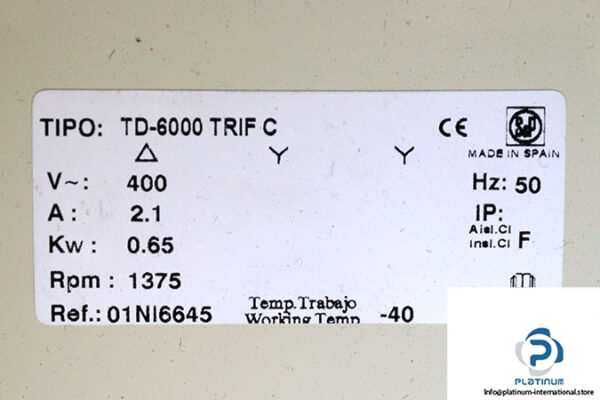 TIPO: TD-6000 TRIF C CE S&P
MADE IN SPAIN
V~: 400 Hz: 50
A: 2.1 IP:
Aisl.Cl
Insl.Cl F
Kw: 0.65
Rpm: 1375
Ref.: 01NI6645 Temp.Trabajo
Working Temp -40
PLATINUM
Info@platinum-international.store